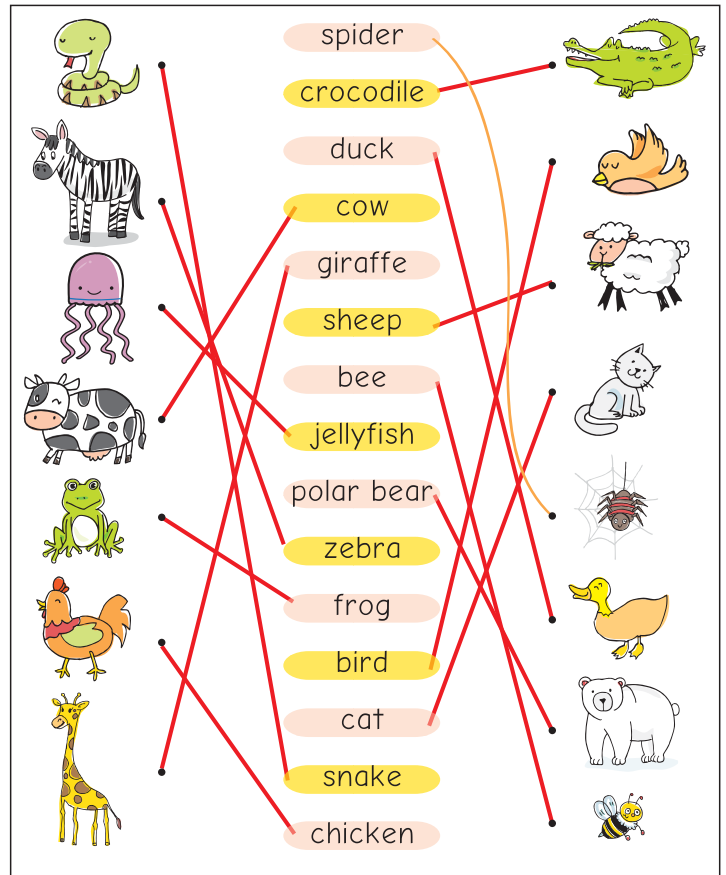 spider
crocodile
duck
cow
giraffe
sheep
bee
jellyfish
polar bear
zebra
frog
bird
cat
snake
chicken